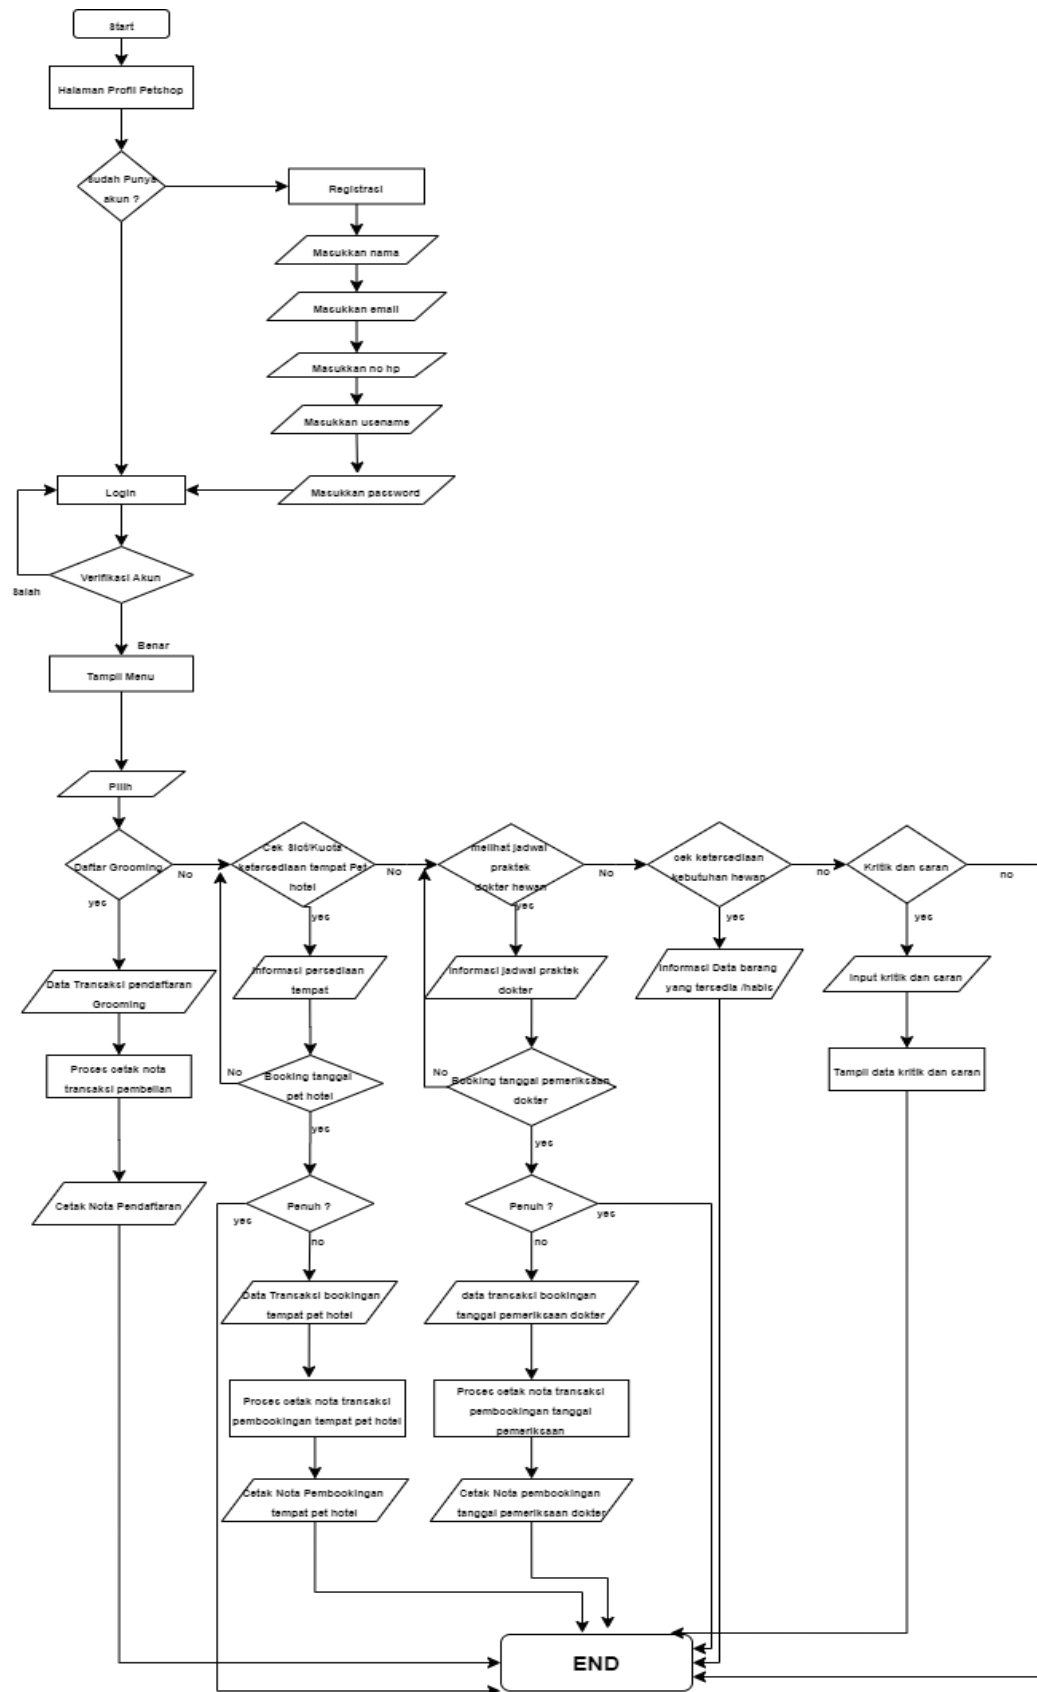 Start
Halaman Profil Petshop
sudah Punya
akun ?
Registrasi
Masukkan nama
Masukkan email
Masukkan no hp
Masukkan usename
Masukkan password
Login
Verifikasi Akun
Salah
Benar
Tampil Menu
Pilih
Daftar Grooming
No
yes
Cek Slot/Kuota
ketersediaan tempat Pet
hotel
No
yes
melihat jadwal
praktek
dokter hewan
No
yes
cek ketersediaan
kebutuhan hewan
no
yes
Kritik dan saran
no
yes
Data Transaksi pendaftaran
Grooming
Informasi persediaan
tempat
Informasi jadwal praktek
dokter
Informasi Data barang
yang tersedia /habis
Input kritik dan saran
Proses cetak nota
transaksi pembelian
No
Booking tanggal
pet hotel
yes
No
Booking tanggal pemeriksaan
dokter
yes
Tampil data kritik dan saran
Cetak Nota Pendaftaran
Penuh ?
yes
no
Penuh ?
yes
no
Data Transaksi bookingan
tempat pet hotel
data transaksi bookingan
tanggal pemeriksaan dokter
Proses cetak nota transaksi
pembookingan tempat pet hotel
Proses cetak nota transaksi
pembookingan tanggal
pemeriksaan
Cetak Nota Pembookingan
tempat pet hotel
Cetak Nota pembookingan
tanggal pemeriksaan dokter
END